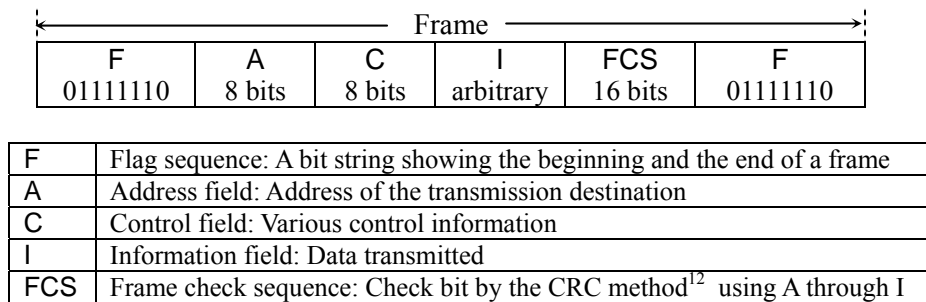 Frame
F A C I FCS F
01111110 8 bits 8 bits arbitrary 16 bits 01111110
F Flag sequence: A bit string showing the beginning and the end of a frame
A Address field: Address of the transmission destination
C Control field: Various control information
I Information field: Data transmitted
FCS Frame check sequence: Check bit by the CRC method12 using A through I